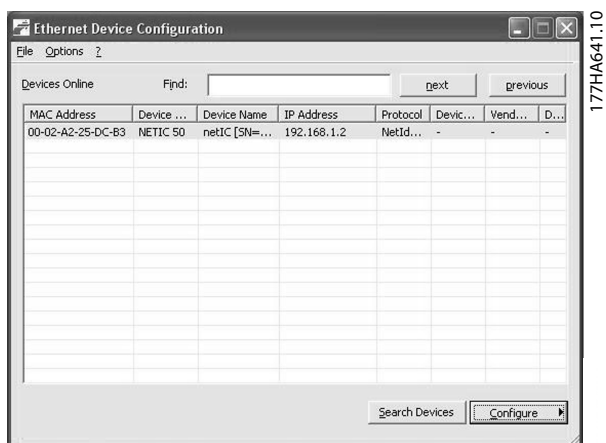 Ethernet Device Configuration
File Options ?
Devices Online Find: next previous
MAC Address Device ... Device Name IP Address Protocol Devic... Vend... D...
00-02-A2-25-DC-B3 NETIC 50 netIC [SN=... 192.168.1.2 NetId... - - -
Search Devices Configure
177HA641.10